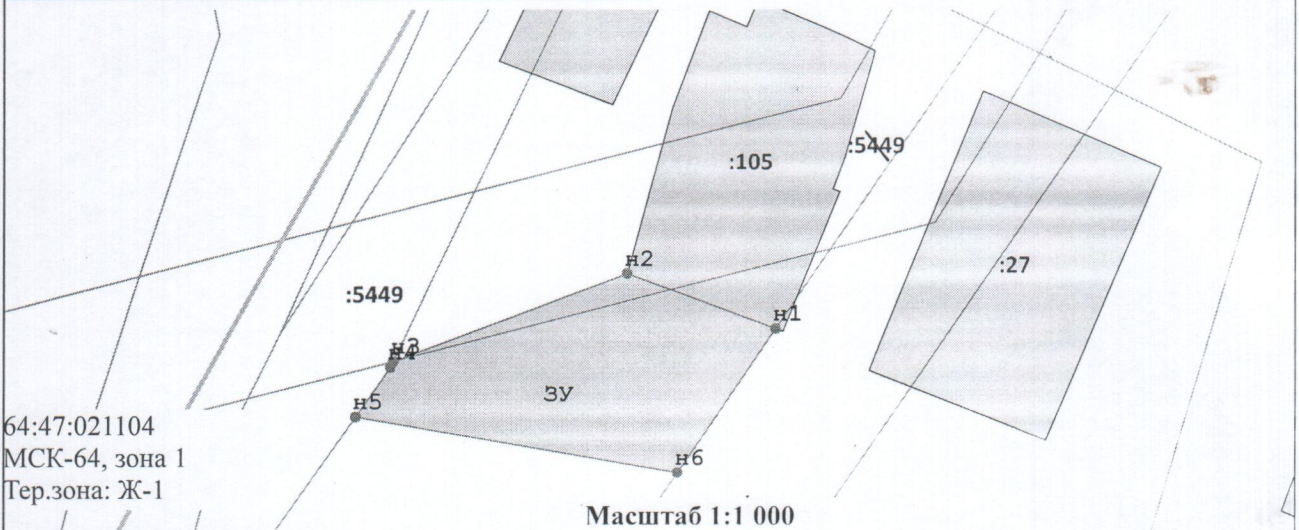 :105
:5449
н2
:27
:5449
н1
н3
н4
ЗУ
н5
64:47:021104
МСК-64, зона 1
н6
Тер.зона: Ж-1
Масштаб 1:1 000